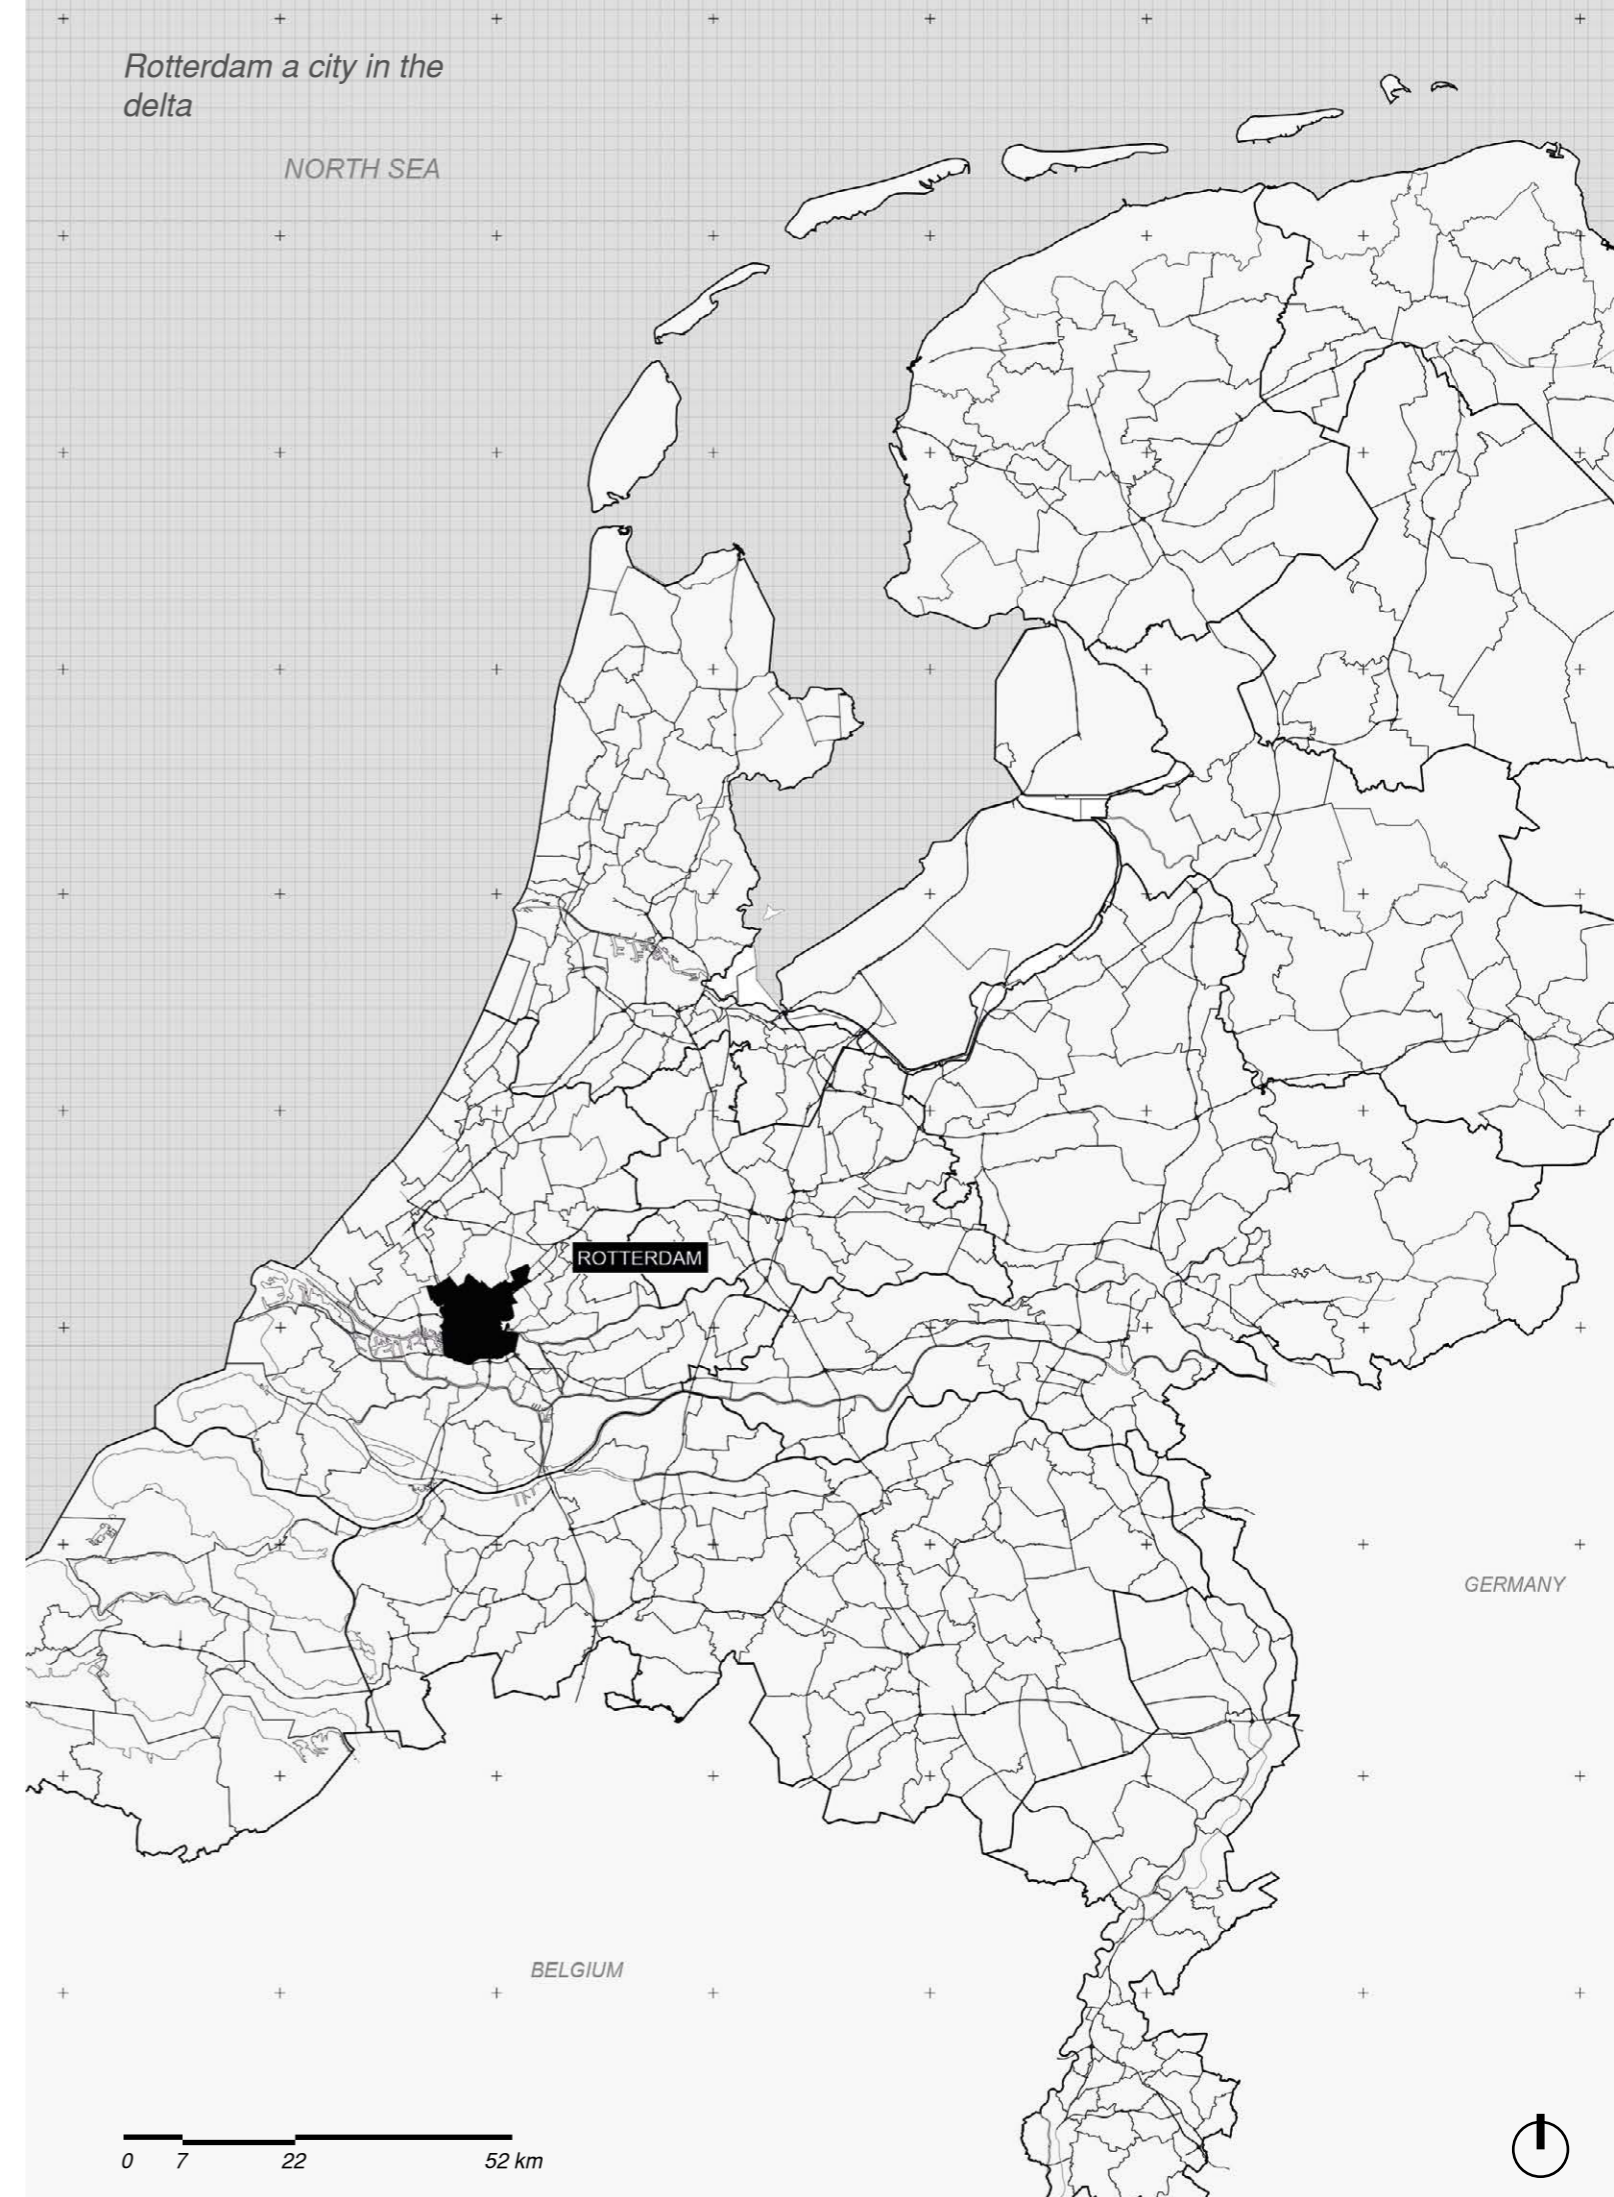 Rotterdam a city in the
delta
NORTH SEA
ROTTERDAM
GERMANY
BELGIUM
0 7 22 52 km